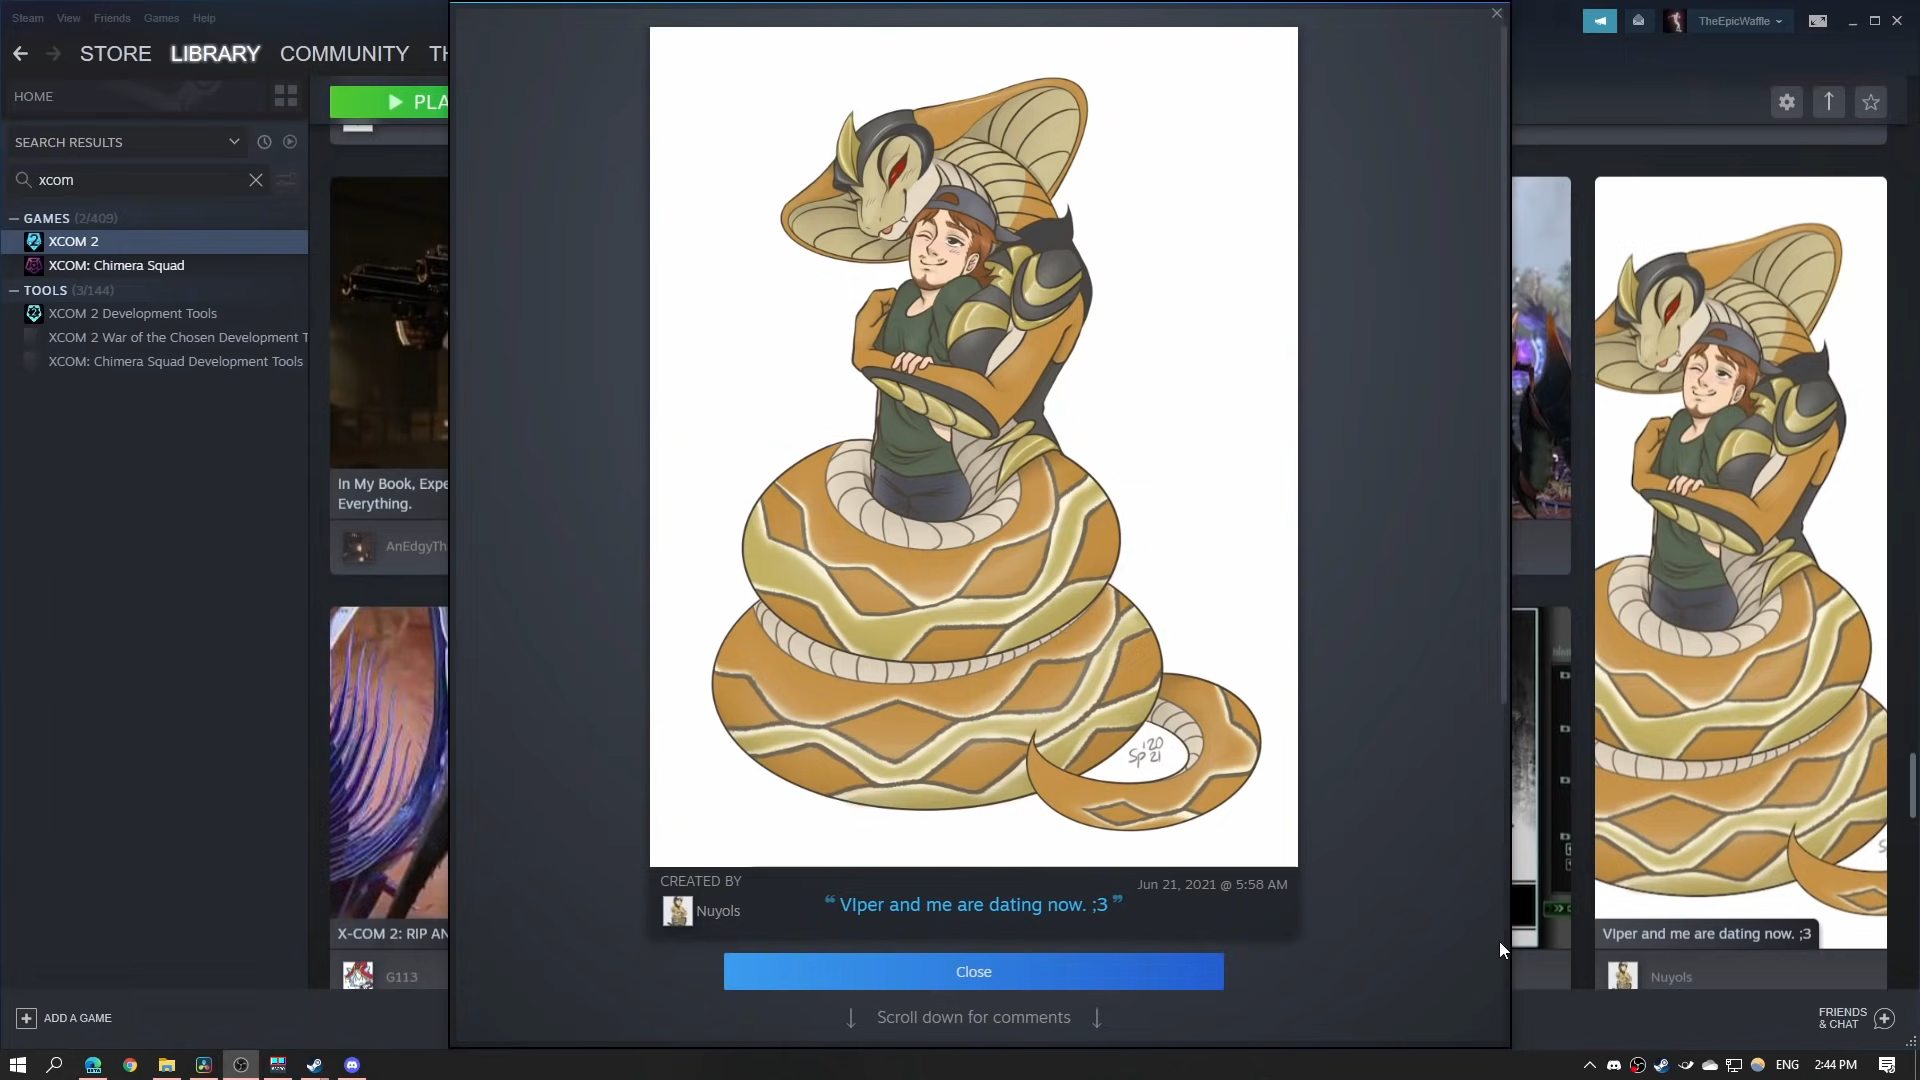 Steam View Friends Games Help
TheEpicWaffle
STORE LIBRARY COMMUNITY
HOME
PLA
SEARCH RESULTS
xcom
GAMES (2/409)
XCOM 2
XCOM: Chimera Squad
TOOLS (3/144)
XCOM 2 Development Tools
XCOM 2 War of the Chosen Development T
XCOM: Chimera Squad Development Tools
In My Book, Expe
Everything.
AnEdgyTh
X-COM 2: RIP AN
G113
Sp '20
21
CREATED BY
Nuyols
Jun 21, 2021 @ 5:58 AM
“ VIper and me are dating now. ;3 ”
Close
↓ Scroll down for comments ↓
VIper and me are dating now. ;3
Nuyols
ADD A GAME
FRIENDS
& CHAT
ENG 2:44 PM